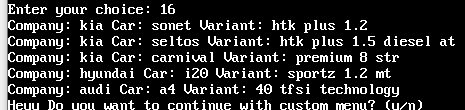 Enter your choice: 16
Company: kia Car: sonet Variant: htk plus 1.2
Company: kia Car: seltos Variant: htk plus 1.5 diesel at
Company: kia Car: carnival Variant: premium 8 str
Company: hyundai Car: i20 Variant: sportz 1.2 mt
Company: audi Car: a4 Variant: 40 tfsi technology
Heyy Do you want to continue with custom menu? (y/n)